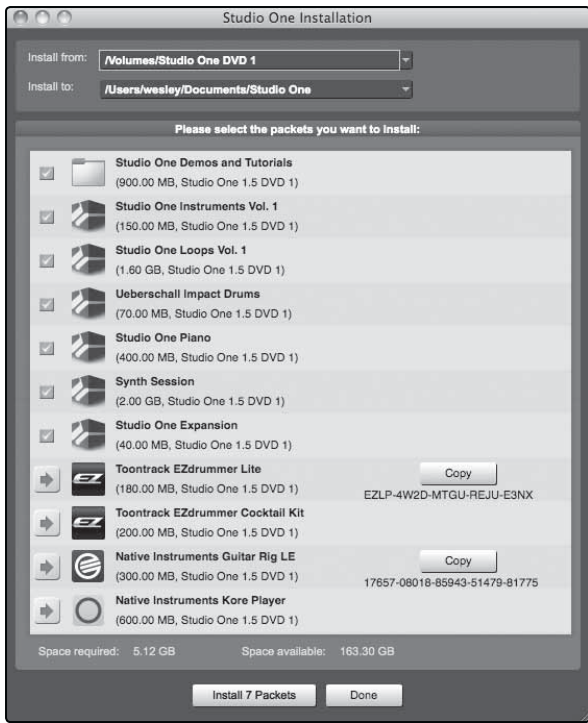 Studio One Installation
Install from: /Volumes/Studio One DVD 1
Install to: /Users/wesley/Documents/Studio One
Please select the packets you want to install:
Studio One Demos and Tutorials
(900.00 MB, Studio One 1.5 DVD 1)
Studio One Instruments Vol. 1
(150.00 MB, Studio One 1.5 DVD 1)
Studio One Loops Vol. 1
(1.60 GB, Studio One 1.5 DVD 1)
Ueberschall Impact Drums
(70.00 MB, Studio One 1.5 DVD 1)
Studio One Piano
(400.00 MB, Studio One 1.5 DVD 1)
Synth Session
(2.00 GB, Studio One 1.5 DVD 1)
Studio One Expansion
(40.00 MB, Studio One 1.5 DVD 1)
EZ
Toontrack EZdrummer Lite
(180.00 MB, Studio One 1.5 DVD 1)
Copy
EZLP-4W2D-MTGU-REJU-E3NX
EZ
Toontrack EZdrummer Cocktail Kit
(200.00 MB, Studio One 1.5 DVD 1)
Native Instruments Guitar Rig LE
(300.00 MB, Studio One 1.5 DVD 1)
Copy
17657-08018-85943-51479-81775
Native Instruments Kore Player
(600.00 MB, Studio One 1.5 DVD 1)
Space required: 5.12 GB Space available: 163.30 GB
Install 7 Packets Done